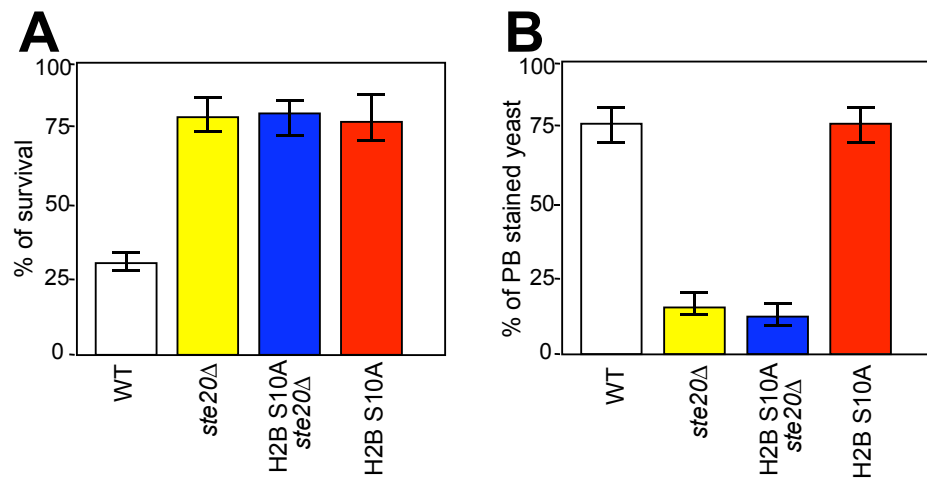 A
% of survival
100
75
50
25
0
WT
ste20Δ
H2B S10A
ste20Δ
H2B S10A
B
% of PB stained yeast
100
75
50
25
0
WT
ste20Δ
H2B S10A
ste20Δ
H2B S10A